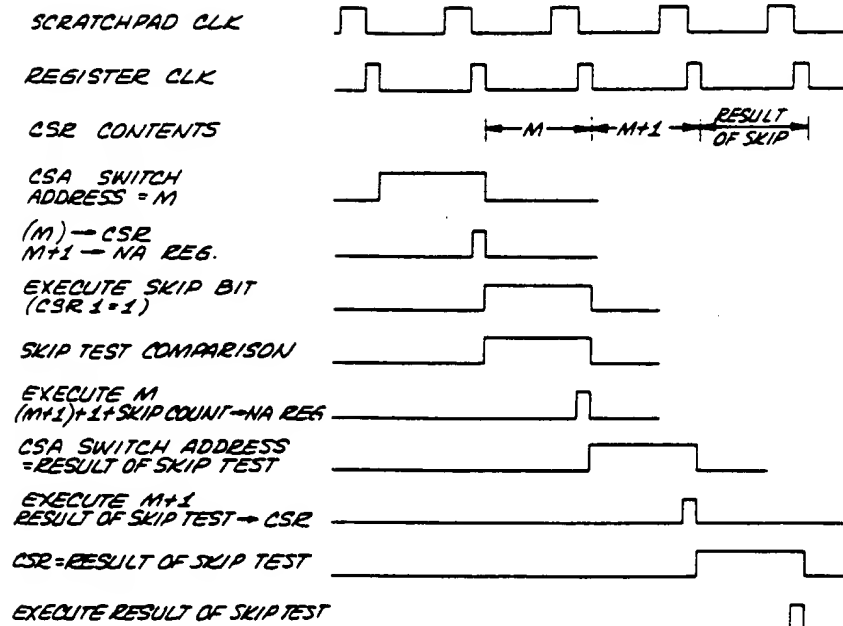 SCRATCHPAD CLK
REGISTER CLK
CSR CONTENTS
M
M+1
RESULT
OF SKIP
CSA SWITCH
ADDRESS = M
(M) → CSR
M+1 → NA REG.
EXECUTE SKIP BIT
(CSR 1=1)
SKIP TEST COMPARISON
EXECUTE M
(M+1)+1+SKIP COUNT→NA REG
CSA SWITCH ADDRESS
=RESULT OF SKIP TEST
EXECUTE M+1
RESULT OF SKIP TEST → CSR
CSR=RESULT OF SKIP TEST
EXECUTE RESULT OF SKIP TEST